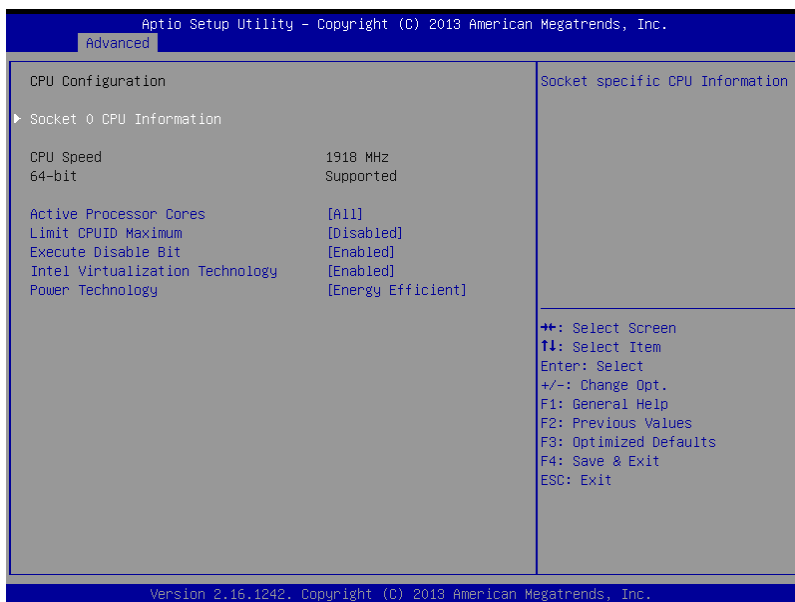 Aptio Setup Utility – Copyright (C) 2013 American Megatrends, Inc.
Advanced
CPU Configuration
Socket 0 CPU Information
CPU Speed 1918 MHz
64-bit Supported
Active Processor Cores [All]
Limit CPUID Maximum [Disabled]
Execute Disable Bit [Enabled]
Intel Virtualization Technology [Enabled]
Power Technology [Energy Efficient]
Socket specific CPU Information
→←: Select Screen
↑↓: Select Item
Enter: Select
+/-: Change Opt.
F1: General Help
F2: Previous Values
F3: Optimized Defaults
F4: Save & Exit
ESC: Exit
Version 2.16.1242. Copyright (C) 2013 American Megatrends, Inc.